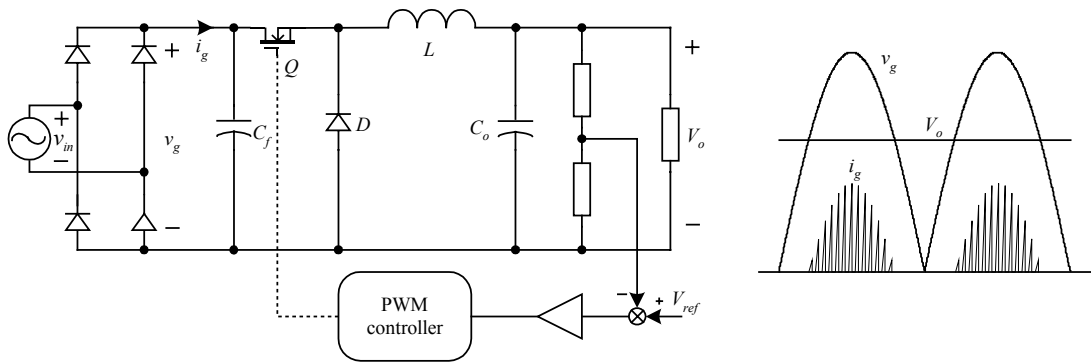 +
i_g
Q
L
+
v_in
+
−
v_g
C_f
D
C_o
V_o
−
−
PWM
controller
−
+ V_ref
v_g
V_o
i_g